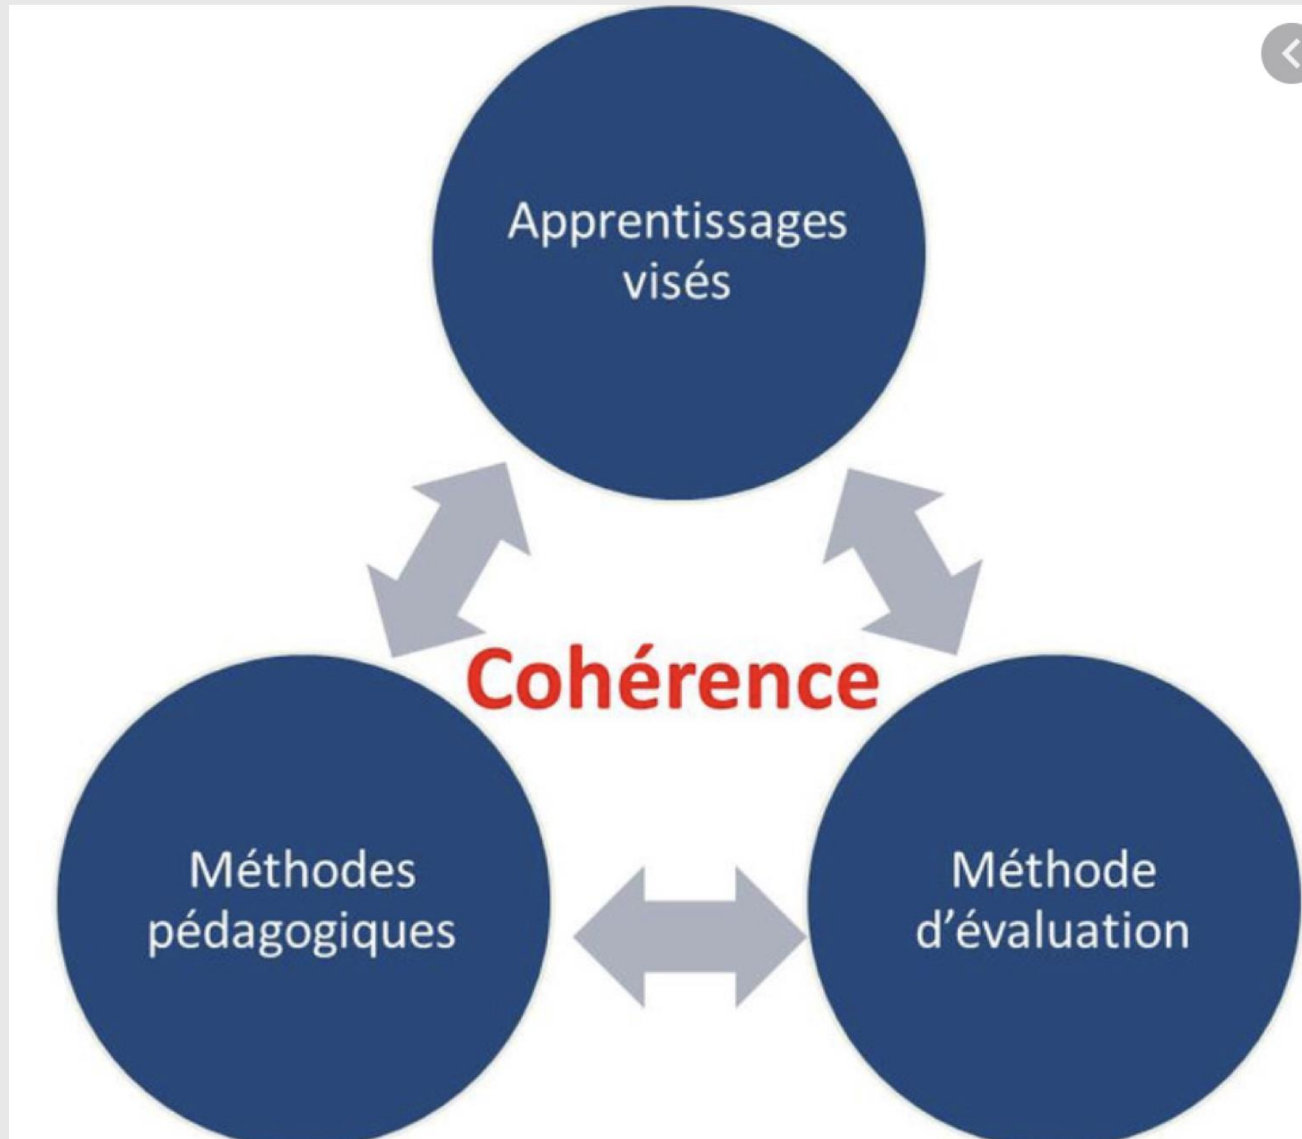 Apprentissages
visés
Cohérence
Méthodes
pédagogiques
Méthode
d'évaluation